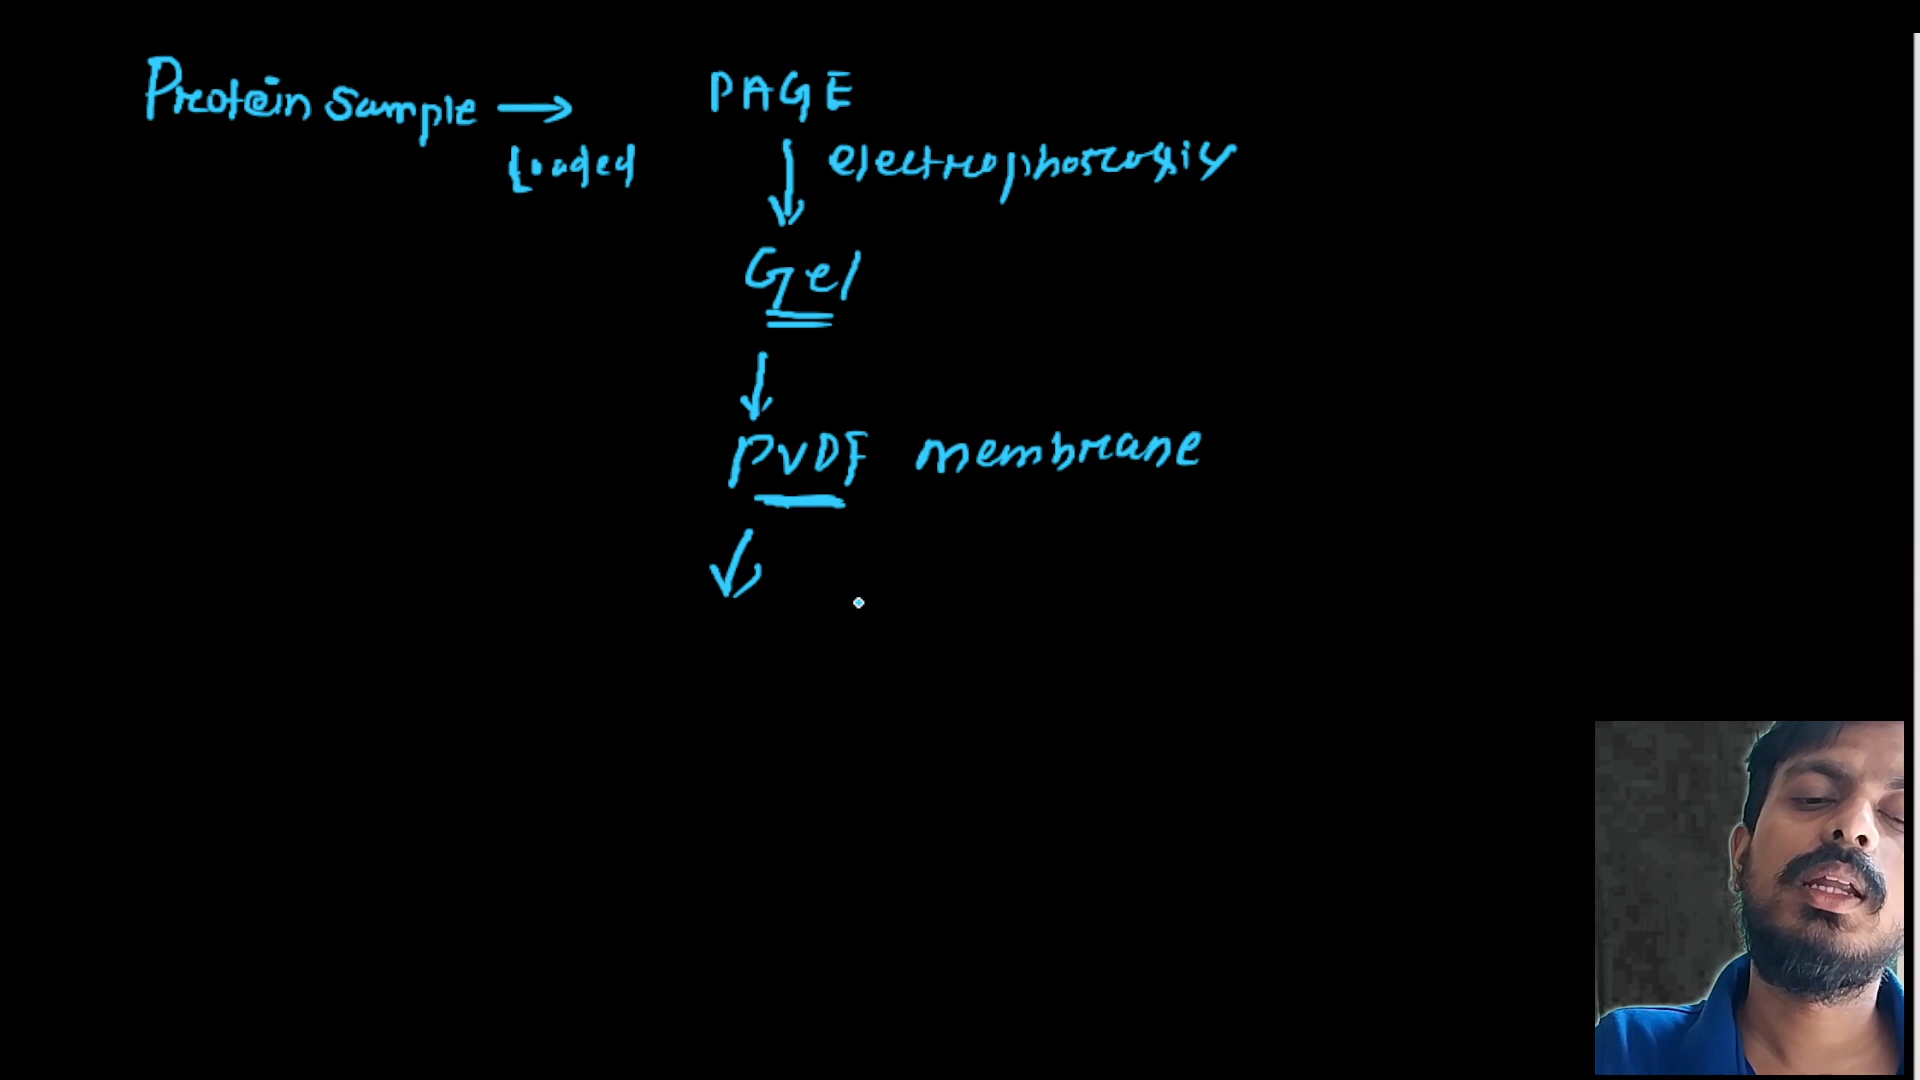 Protein Sample → PAGE
Loaded
↓ electrophoresis
Gel
↓
PVDF membrane
↓